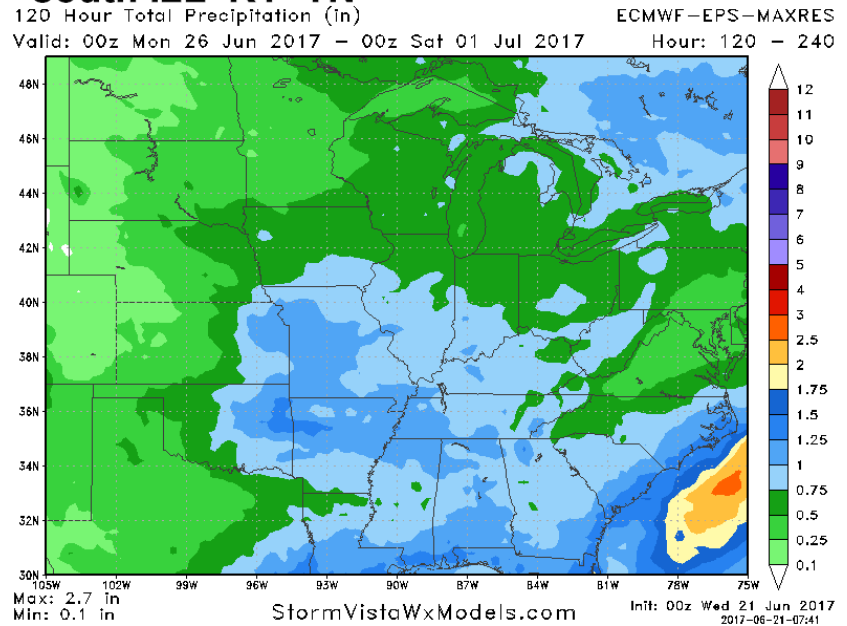 120 Hour Total Precipitation (in)
ECMWF-EPS-MAXRES
Valid: 00z Mon 26 Jun 2017 - 00z Sat 01 Jul 2017
Hour: 120 - 240
48N
46N
44N
42N
40N
38N
36N
34N
32N
30N
105W 102W 99W 96W 93W 90W 87W 84W 81W 78W 75W
12
11
10
9
8
7
6
5
4
3
2.5
2
1.75
1.5
1.25
1
0.75
0.5
0.25
0.1
Max: 2.7 in
Min: 0.1 in
StormVistaWxModels.com
Init: 00z Wed 21 Jun 2017
2017-06-21-07:41